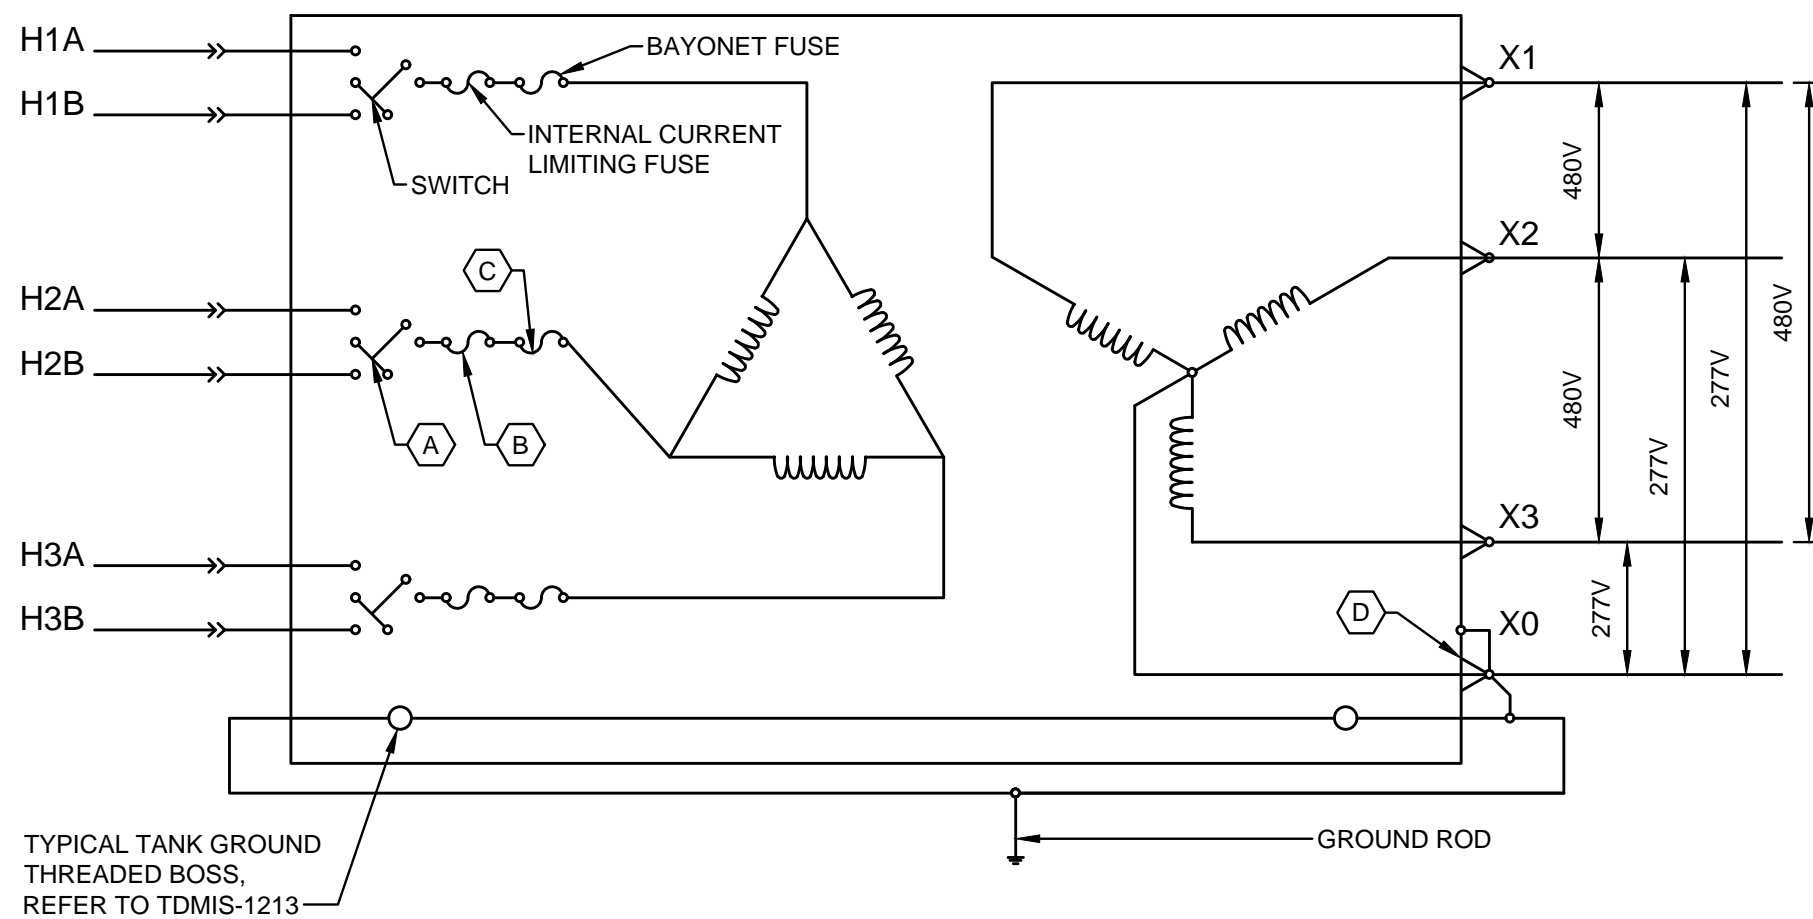 H1A
H1B
BAYONET FUSE
INTERNAL CURRENT
LIMITING FUSE
SWITCH
H2A
H2B
C
A
B
H3A
H3B
X1
X2
X3
X0
D
480V
480V
480V
277V
277V
277V
TYPICAL TANK GROUND
THREADED BOSS,
REFER TO TDMIS-1213
GROUND ROD